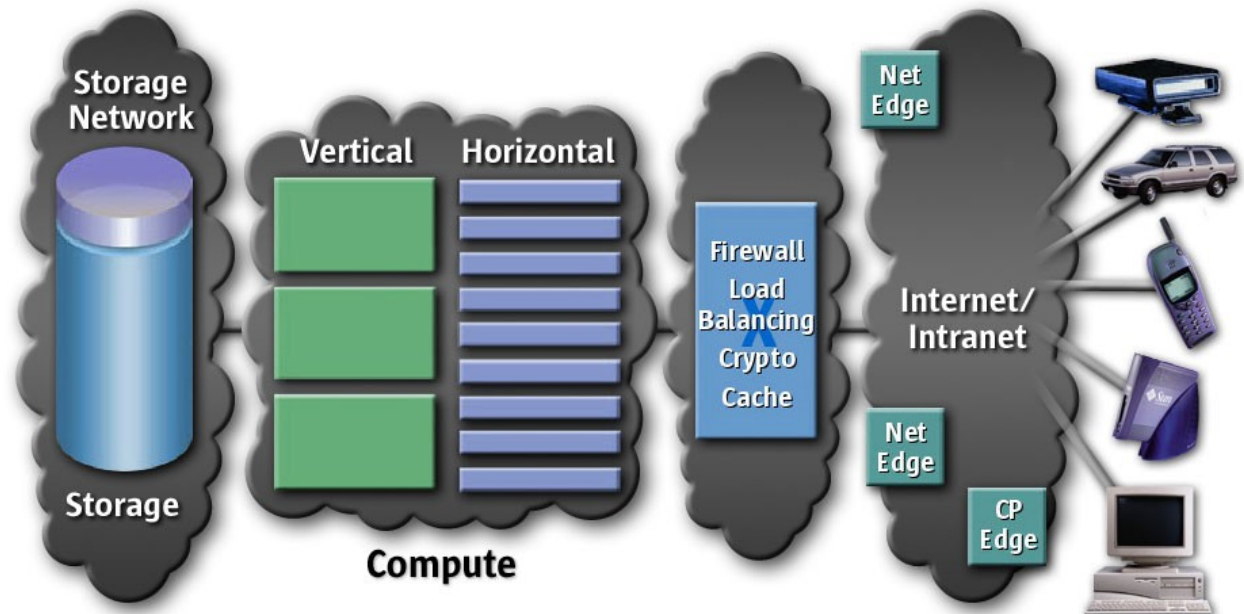 Storage
Network
Storage
Vertical
Horizontal
Compute
Firewall
Load
Balancing
X
Crypto
Cache
Net
Edge
Internet/
Intranet
Net
Edge
CP
Edge
Sun